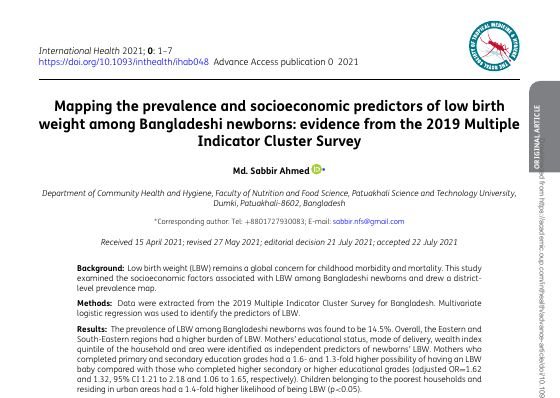 International Health 2021; 0: 1–7
https://doi.org/10.1093/inthealth/ihab048 Advance Access publication 0 2021
Mapping the prevalence and socioeconomic predictors of low birth
weight among Bangladeshi newborns: evidence from the 2019 Multiple
Indicator Cluster Survey
Md. Sabbir Ahmed iD *
Department of Community Health and Hygiene, Faculty of Nutrition and Food Science, Patuakhali Science and Technology University,
Dumki, Patuakhali-8602, Bangladesh
*Corresponding author: Tel: +8801727930083; E-mail: sabbir.nfs@gmail.com
Received 15 April 2021; revised 27 May 2021; editorial decision 21 July 2021; accepted 22 July 2021
Background: Low birth weight (LBW) remains a global concern for childhood morbidity and mortality. This study
examined the socioeconomic factors associated with LBW among Bangladeshi newborns and drew a district-
level prevalence map.
Methods: Data were extracted from the 2019 Multiple Indicator Cluster Survey for Bangladesh. Multivariate
logistic regression was used to identify the predictors of LBW.
Results: The prevalence of LBW among Bangladeshi newborns was found to be 14.5%. Overall, the Eastern and
South-Eastern regions had a higher burden of LBW. Mothers' educational status, mode of delivery, wealth index
quintile of the household and area were identified as independent predictors of newborns' LBW. Mothers who
completed primary and secondary education grades had a 1.6- and 1.3-fold higher possibility of having an LBW
baby compared with those who completed higher secondary or higher educational grades (adjusted OR=1.62
and 1.32, 95% CI 1.21 to 2.18 and 1.06 to 1.65, respectively). Children belonging to the poorest households and
residing in urban areas had a 1.4-fold higher likelihood of being LBW (p<0.05).
ORIGINAL ARTICLE
ed from https://academic.oup.com/inthealth/advance-article/doi/10.109